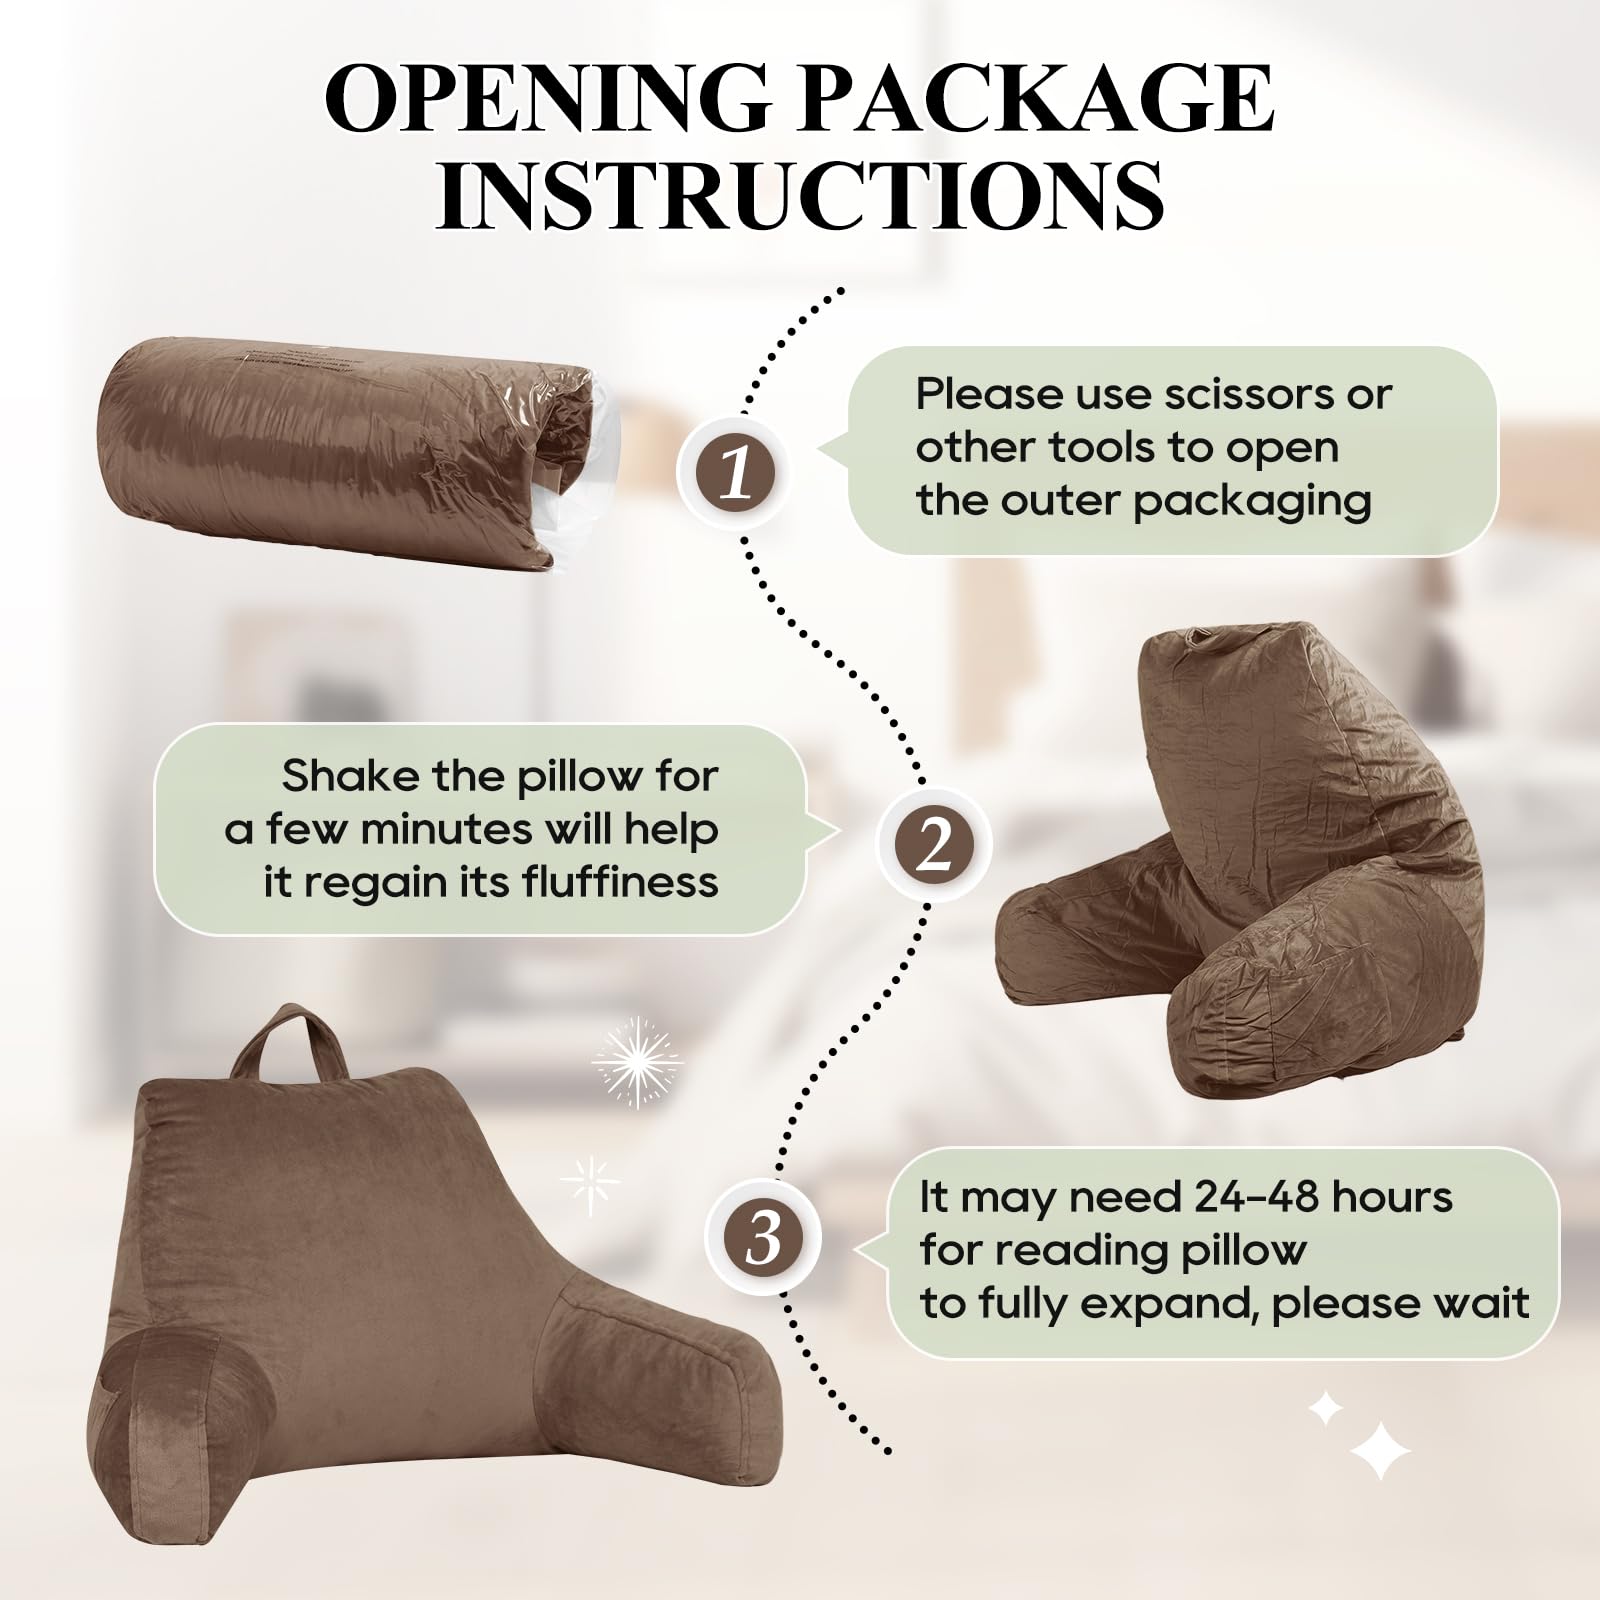 OPENING PACKAGE
INSTRUCTIONS
1
Please use scissors or
other tools to open
the outer packaging
Shake the pillow for
a few minutes will help
it regain its fluffiness
2
3
It may need 24-48 hours
for reading pillow
to fully expand, please wait